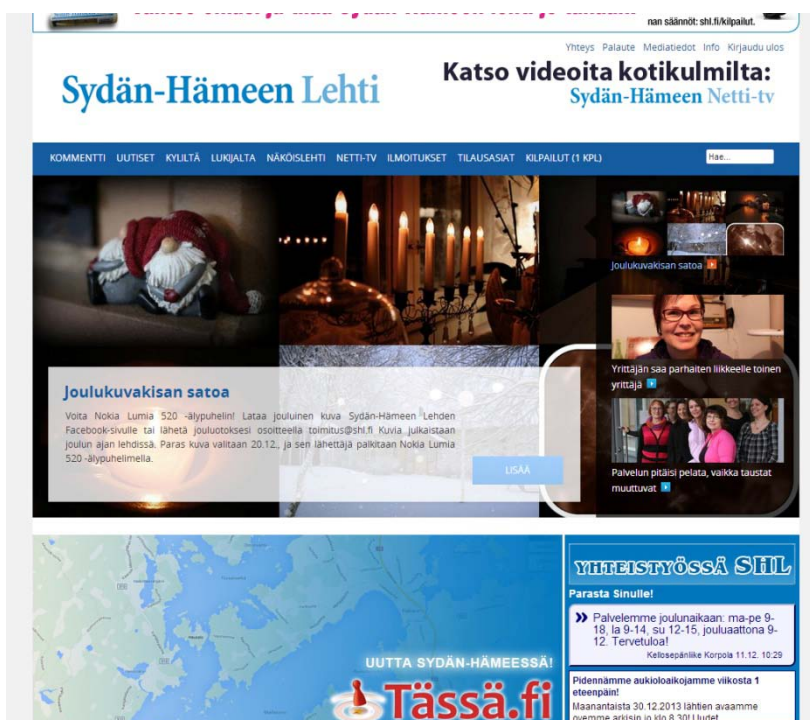 nan säännöt: shl.fi/kilpailut.
Yhteys Palaute Mediatiedot Info Kirjaudu ulos
Sydän-Hämeen Lehti
Katso videoita kotikulmilta:
Sydän-Hämeen Netti-tv
KOMMENTTI UUTISET KYLILTÄ LUKIJALTA NÄKÖISLEHTI NETTI-TV ILMOITUKSET TILAUSASIAT KILPAILUT (1 KPL)
Hae...
Joulukuvakisan satoa
Voita Nokia Lumia 520 -älypuhelin! Lataa jouluinen kuva Sydän-Hämeen Lehden
Facebook-sivulle tai lähetä jouluotoksesi osoitteella toimitus@shl.fi Kuvia julkaistaan
joulun ajan lehdissä. Paras kuva valitaan 20.12., ja sen lähettäjä palkitaan Nokia Lumia
520 -älypuhelimella.
LISÄÄ
Joulukuvakisan satoa
Yrittäjän saa parhaiten liikkeelle toinen
yrittäjä
Palvelun pitäisi pelata, vaikka taustat
muuttuvat
UUTTA SYDÄN-HÄMEESSÄ!
Tässä.fi
YHTEISTYÖSSÄ SHL
Parasta Sinulle!
Palvelemme joulunaikaan: ma-pe 9-
18, la 9-14, su 12-15, jouluaattona 9-
12. Tervetuloa!
Kellosepänliike Korpola 11.12. 10:29
Pidennämme aukioloaikojamme viikosta 1
eteenpäin!
Maanantaista 30.12.2013 lähtien avaamme
ovemme arkisin jo klo 8.30! Uudet